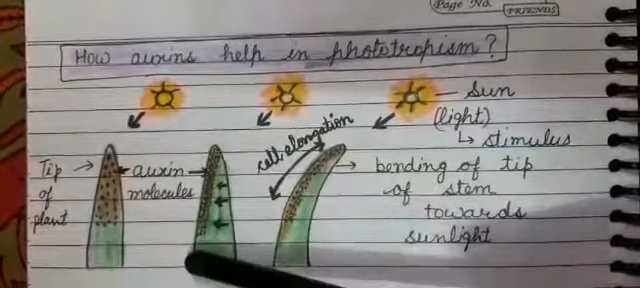 Page No.
FRIENDS
How auxins help in phototropism?
Sun
(light)
↳ stimulus
cell elongation
Tip
of
plant
auxin
molecules
bending of tip
of stem
towards
sunlight